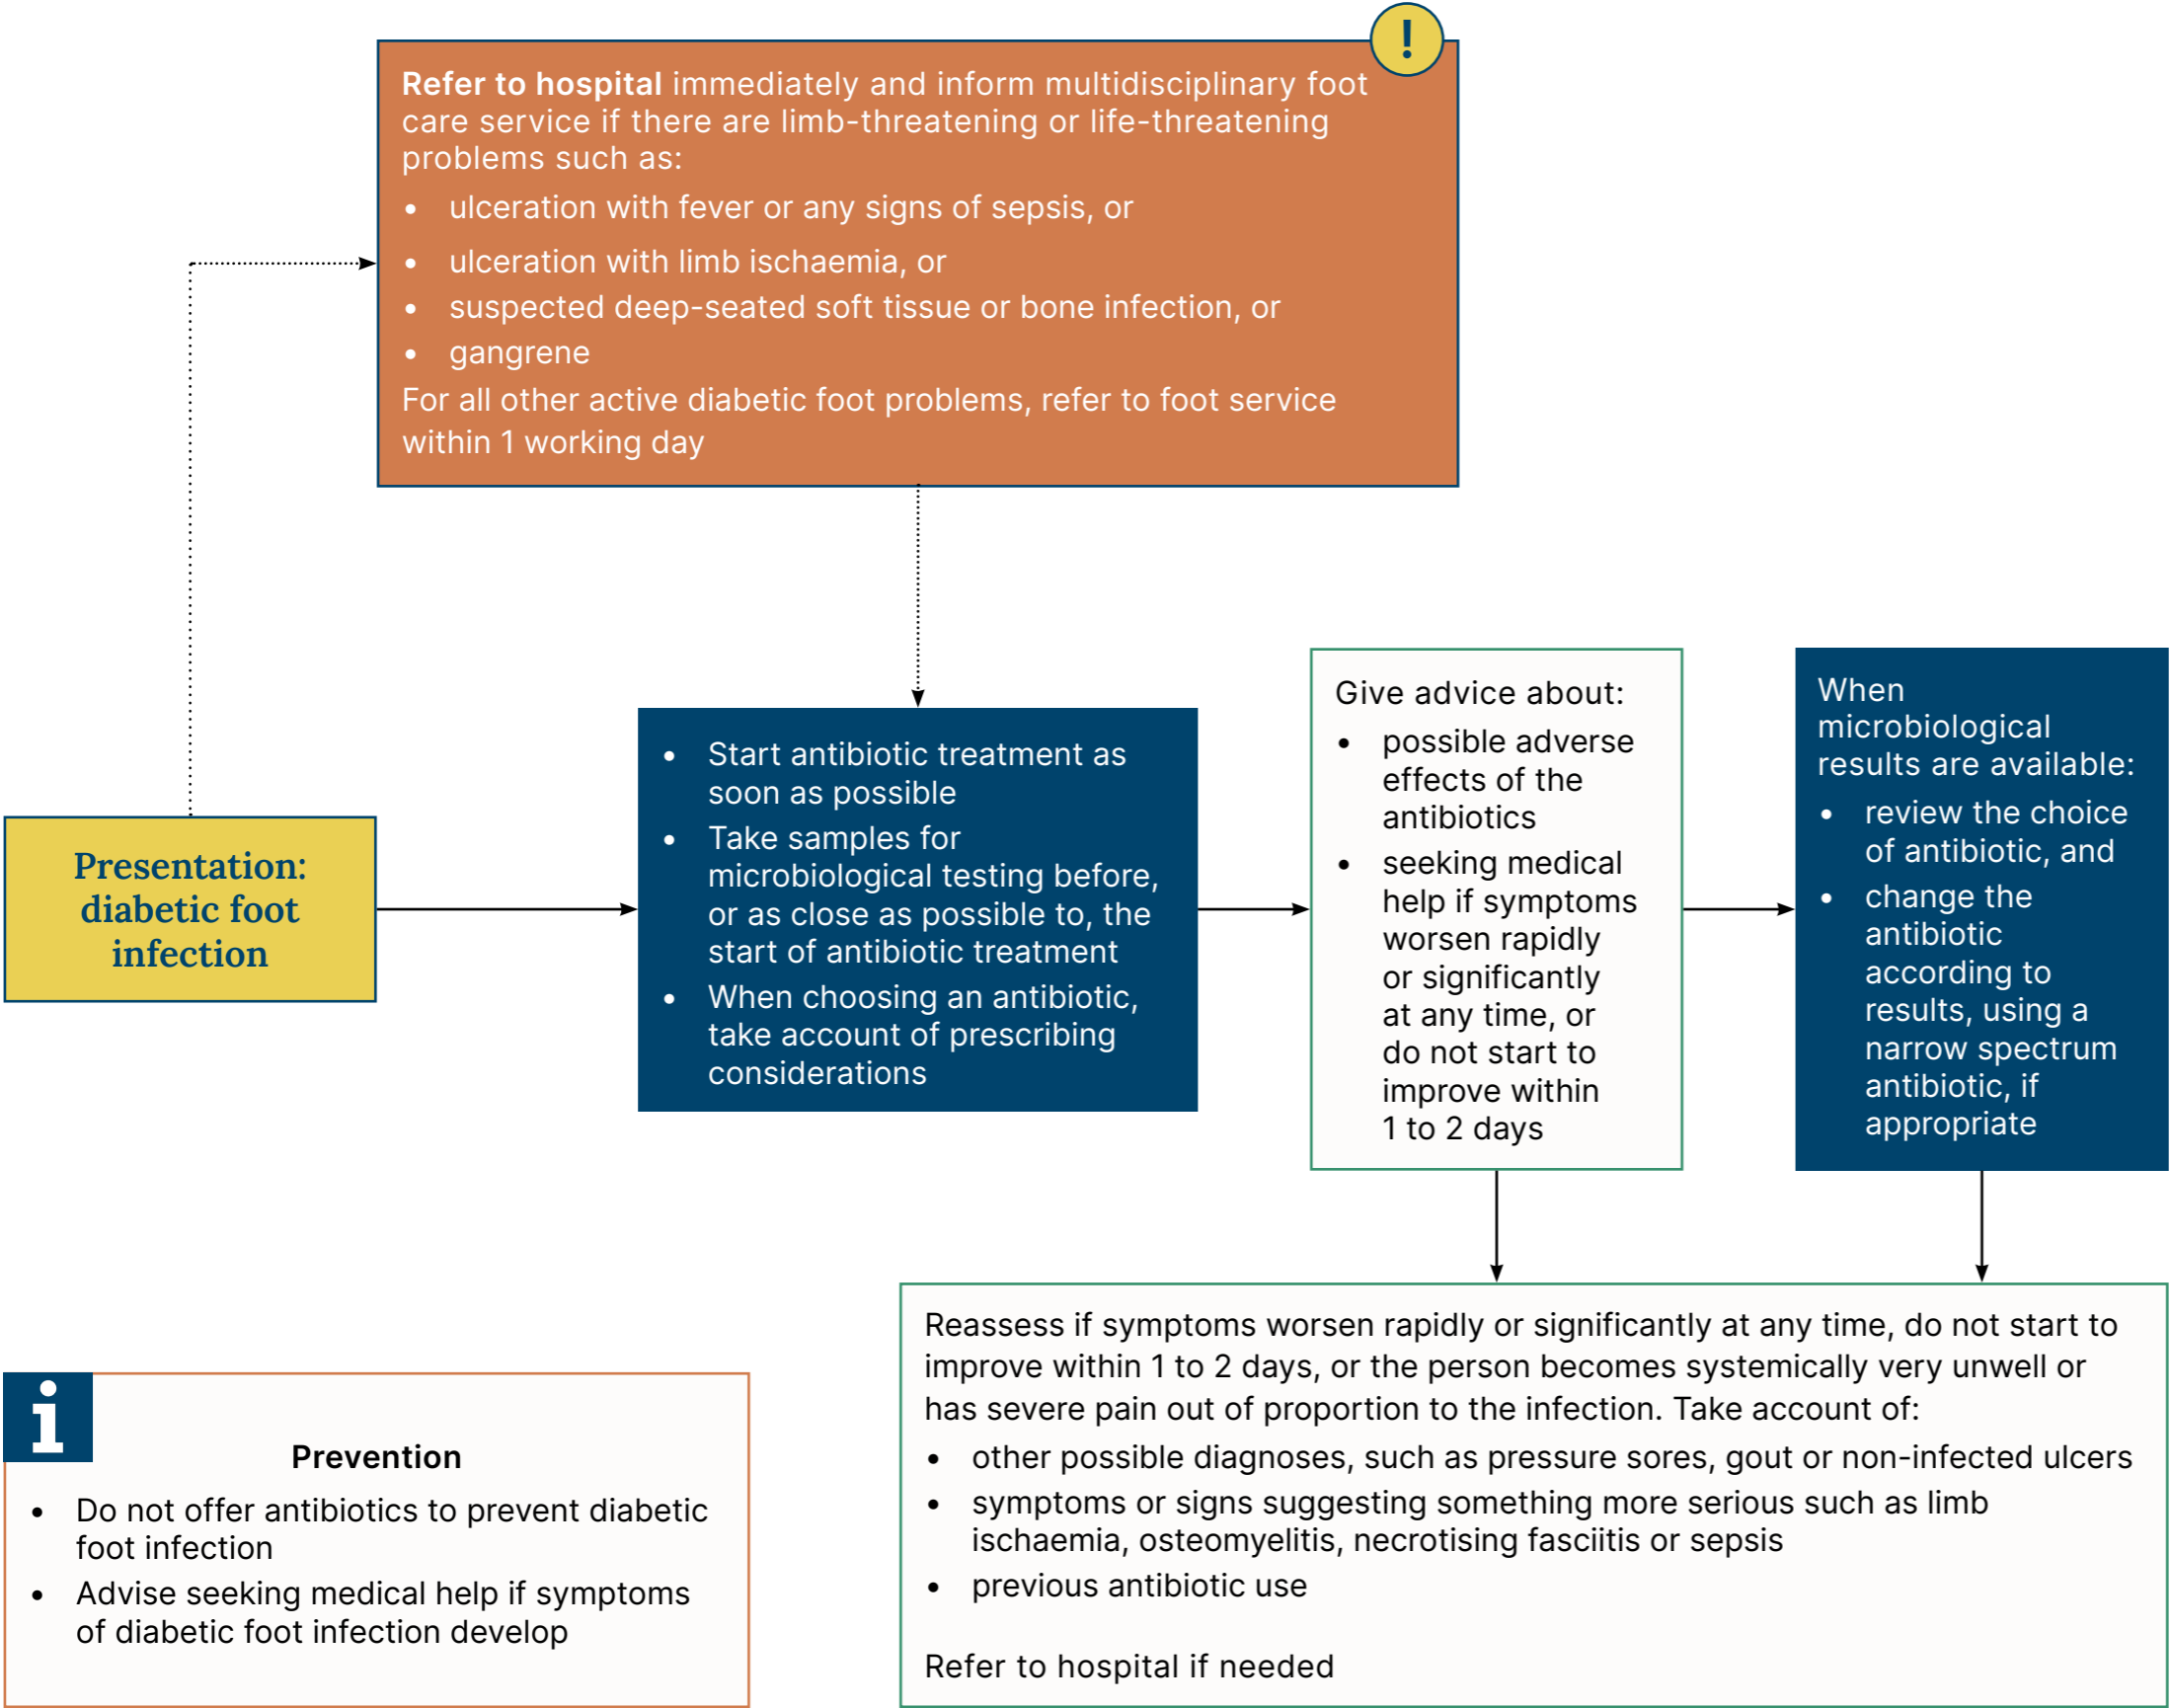 !
Refer to hospital immediately and inform multidisciplinary foot
care service if there are limb-threatening or life-threatening
problems such as:
• ulceration with fever or any signs of sepsis, or
• ulceration with limb ischaemia, or
• suspected deep-seated soft tissue or bone infection, or
• gangrene
For all other active diabetic foot problems, refer to foot service
within 1 working day
Presentation:
diabetic foot
infection
• Start antibiotic treatment as
soon as possible
• Take samples for
microbiological testing before,
or as close as possible to, the
start of antibiotic treatment
• When choosing an antibiotic,
take account of prescribing
considerations
Give advice about:
• possible adverse
effects of the
antibiotics
• seeking medical
help if symptoms
worsen rapidly
or significantly
at any time, or
do not start to
improve within
1 to 2 days
When
microbiological
results are available:
• review the choice
of antibiotic, and
• change the
antibiotic
according to
results, using a
narrow spectrum
antibiotic, if
appropriate
Reassess if symptoms worsen rapidly or significantly at any time, do not start to
improve within 1 to 2 days, or the person becomes systemically very unwell or
has severe pain out of proportion to the infection. Take account of:
• other possible diagnoses, such as pressure sores, gout or non-infected ulcers
• symptoms or signs suggesting something more serious such as limb
ischaemia, osteomyelitis, necrotising fasciitis or sepsis
• previous antibiotic use
Refer to hospital if needed
i
Prevention
• Do not offer antibiotics to prevent diabetic
foot infection
• Advise seeking medical help if symptoms
of diabetic foot infection develop